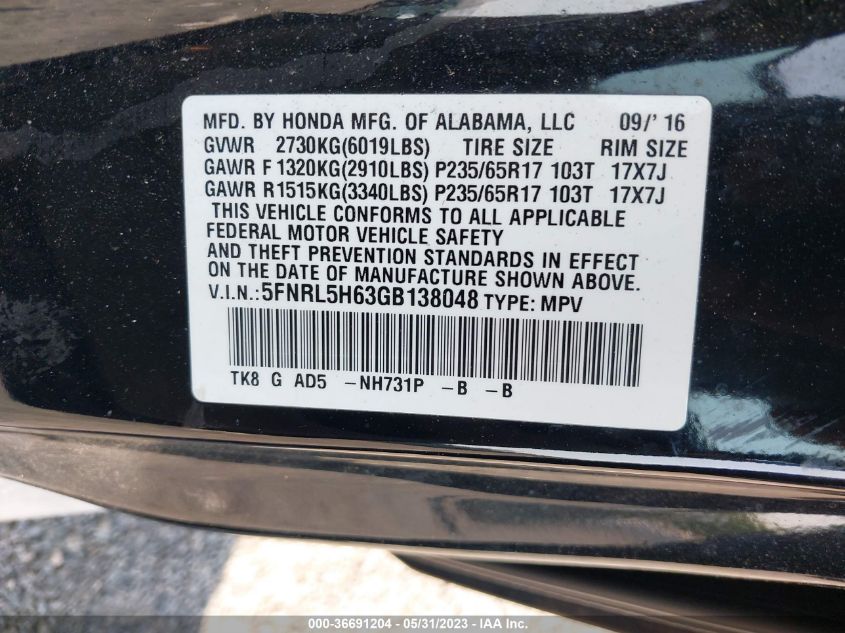 MFD. BY HONDA MFG. OF ALABAMA, LLC 09/'16
GVWR 2730KG(6019LBS) TIRE SIZE RIM SIZE
GAWR F 1320KG(2910LBS) P235/65R17 103T 17X7J
GAWR R1515KG(3340LBS) P235/65R17 103T 17X7J
THIS VEHICLE CONFORMS TO ALL APPLICABLE
FEDERAL MOTOR VEHICLE SAFETY
AND THEFT PREVENTION STANDARDS IN EFFECT
ON THE DATE OF MANUFACTURE SHOWN ABOVE.
V.I.N.:5FNRL5H63GB138048 TYPE: MPV
TK8 G AD5 -NH731P -B -B
000-36691204 - 05/31/2023 - IAA Inc.